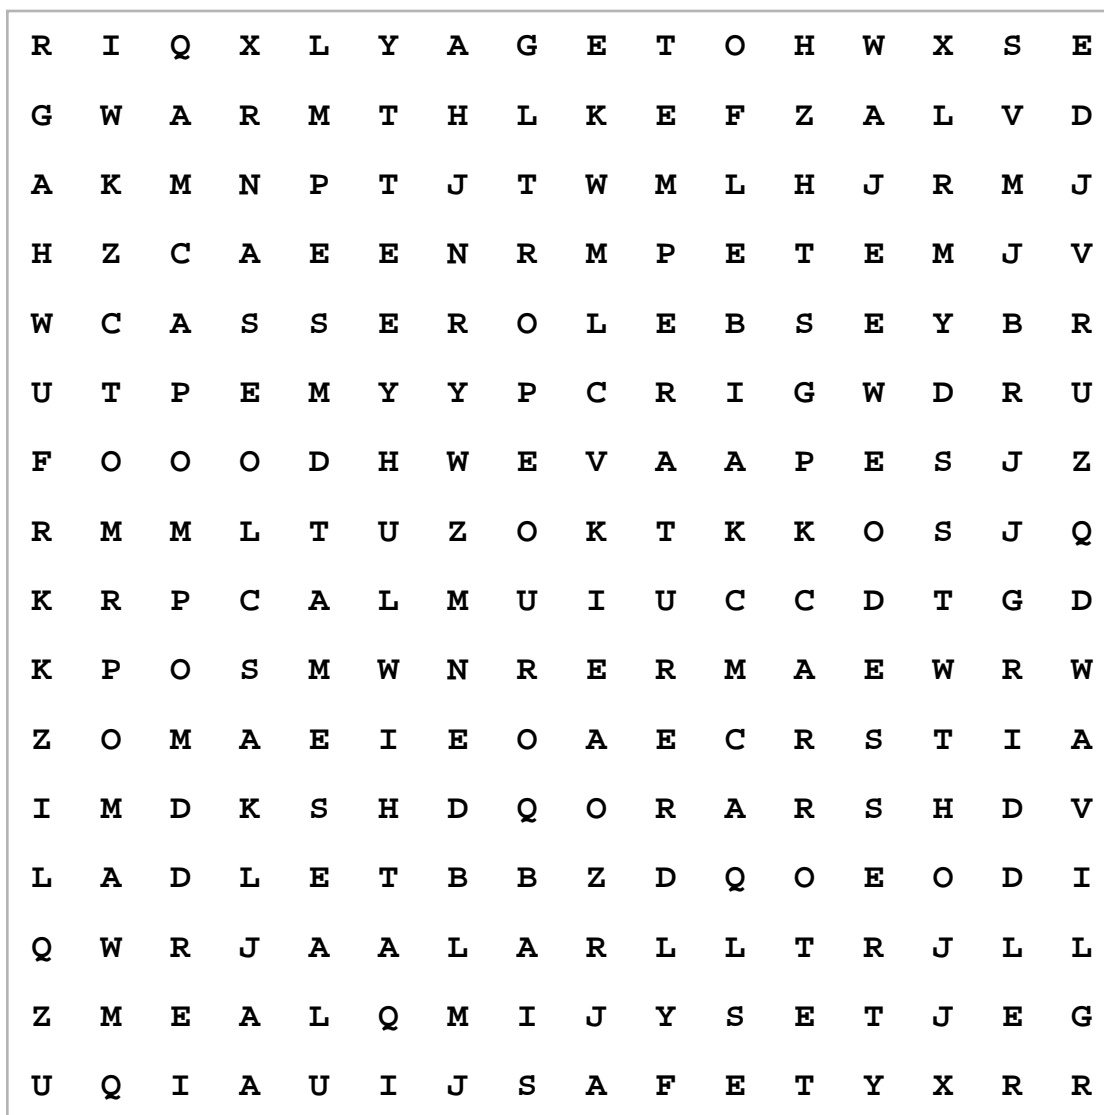 R I Q X L Y A G E T O H W X S E
G W A R M T H L K E F Z A L V D
A K M N P T J T W M L H J R M J
H Z C A E E N R M P E T E M J V
W C A S S E R O L E B S E Y B R
U T P E M Y Y P C R I G W D R U
F O O O D H W E V A A P E S J Z
R M M L T U Z O K T K K O S J Q
K R P C A L M U I U C C D T G D
K P O S M W N R E R M A E W R W
Z O M A E I E O A E C R S T I A
I M D K S H D Q O R A R S H D V
L A D L E T B B Z D Q O E O D I
Q W R J A A L A R L L T R J L L
Z M E A L Q M I J Y S E T J E G
U Q I A U I J S A F E T Y X R R